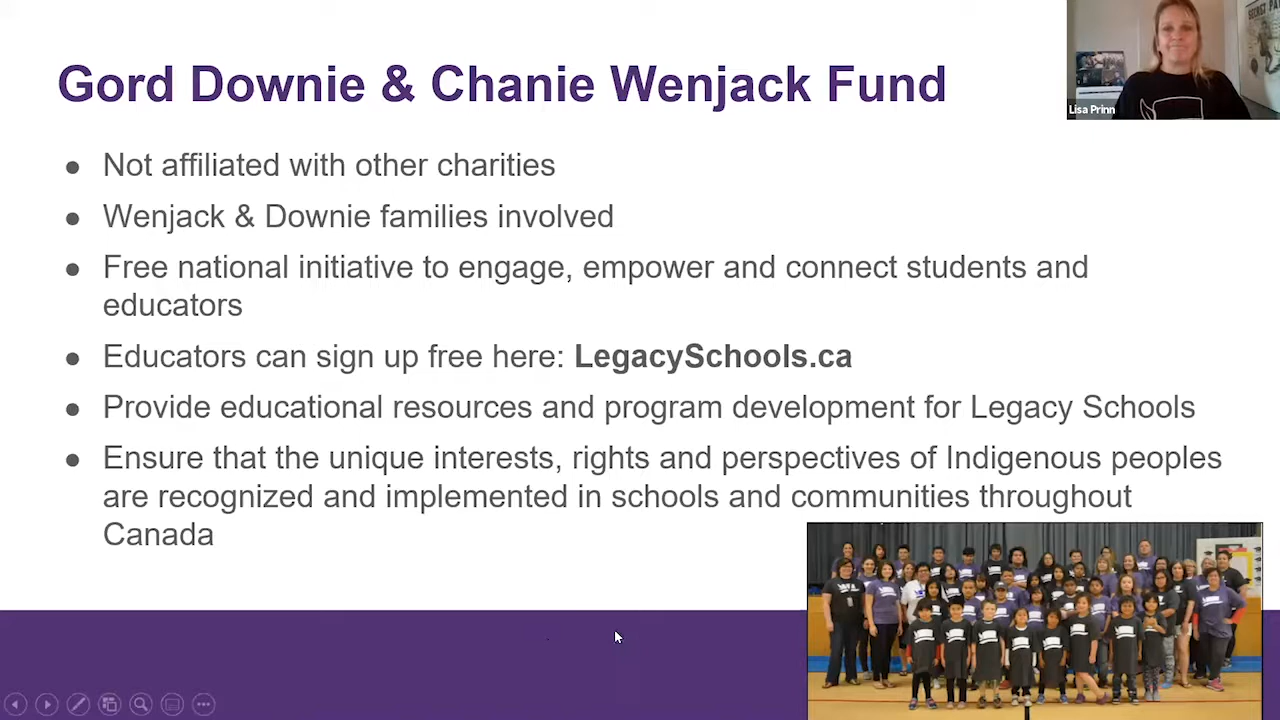 Gord Downie & Chanie Wenjack Fund
SECRET PA
Lisa Prinn
● Not affiliated with other charities
● Wenjack & Downie families involved
● Free national initiative to engage, empower and connect students and
educators
● Educators can sign up free here: LegacySchools.ca
● Provide educational resources and program development for Legacy Schools
● Ensure that the unique interests, rights and perspectives of Indigenous peoples
are recognized and implemented in schools and communities throughout
Canada